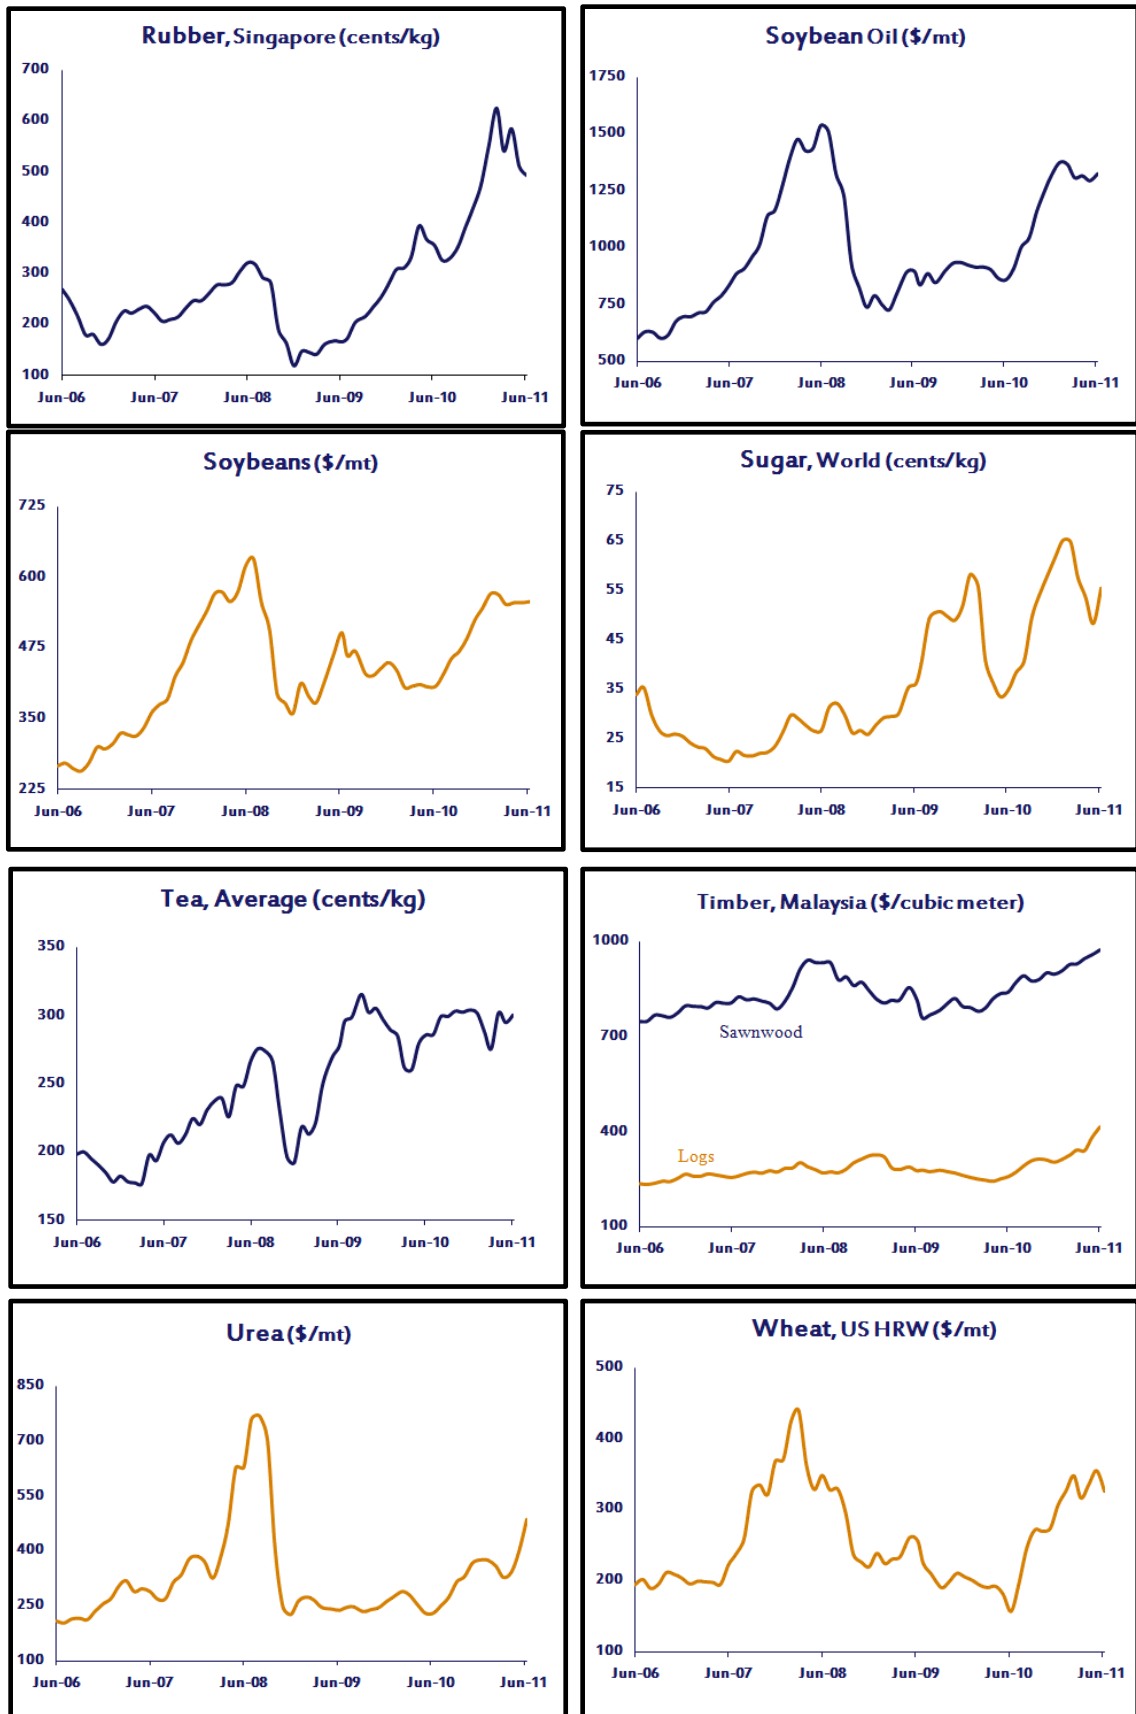 Rubber, Singapore (cents/kg)
700
600
500
400
300
200
100
Jun-06 Jun-07 Jun-08 Jun-09 Jun-10 Jun-11
Soybean Oil ($/mt)
1750
1500
1250
1000
750
500
Jun-06 Jun-07 Jun-08 Jun-09 Jun-10 Jun-11
Soybeans ($/mt)
725
600
475
350
225
Jun-06 Jun-07 Jun-08 Jun-09 Jun-10 Jun-11
Sugar, World (cents/kg)
75
65
55
45
35
25
15
Jun-06 Jun-07 Jun-08 Jun-09 Jun-10 Jun-11
Tea, Average (cents/kg)
350
300
250
200
150
Jun-06 Jun-07 Jun-08 Jun-09 Jun-10 Jun-11
Timber, Malaysia ($/cubic meter)
1000
700
Sawnwood
400
Logs
100
Jun-06 Jun-07 Jun-08 Jun-09 Jun-10 Jun-11
Urea ($/mt)
850
700
550
400
250
100
Jun-06 Jun-07 Jun-08 Jun-09 Jun-10 Jun-11
Wheat, US HRW ($/mt)
500
400
300
200
100
Jun-06 Jun-07 Jun-08 Jun-09 Jun-10 Jun-11